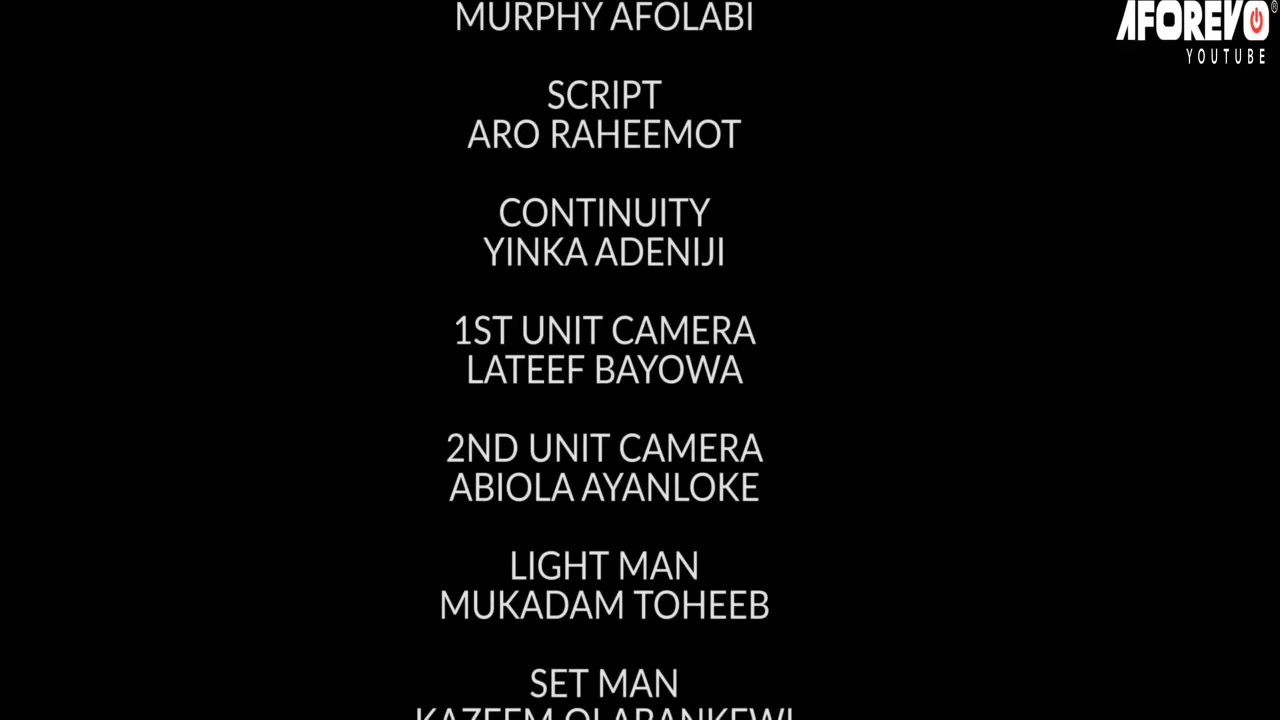 MURPHY AFOLABI
AFOREVO
YOUTUBE
SCRIPT
ARO RAHEEMOT
CONTINUITY
YINKA ADENIJI
1ST UNIT CAMERA
LATEEF BAYOWA
2ND UNIT CAMERA
ABIOLA AYANLOKE
LIGHT MAN
MUKADAM TOHEEB
SET MAN
KAZEEM